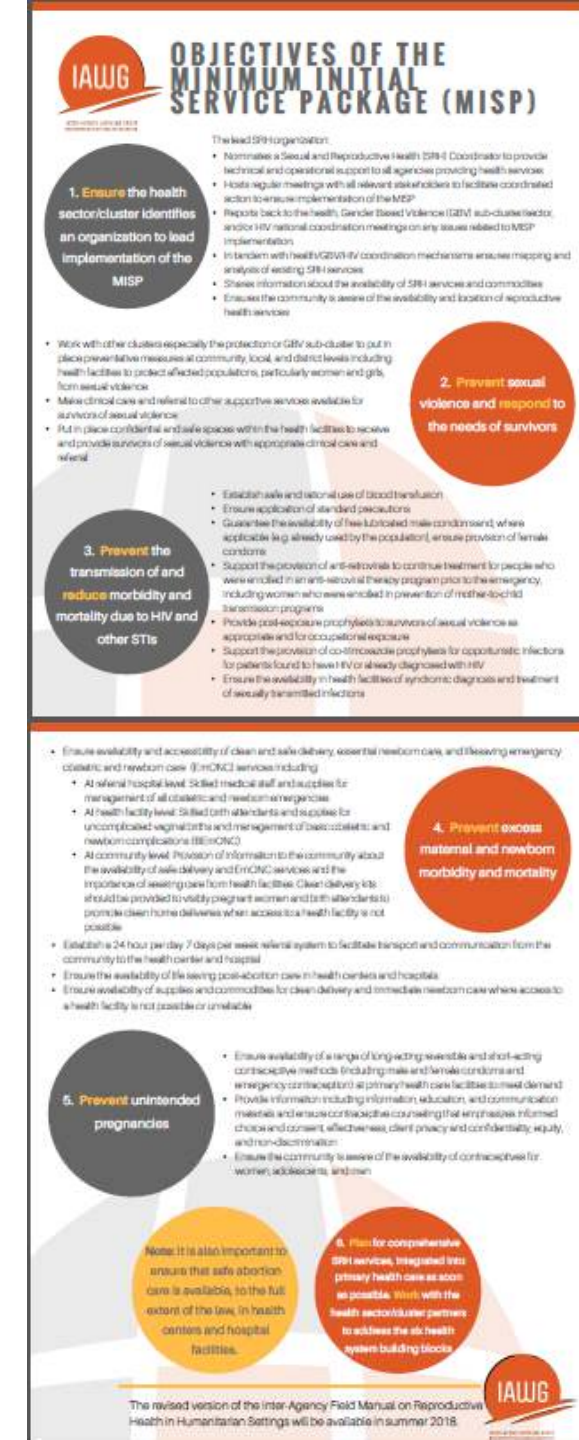 IAWG
OBJECTIVES OF THE
MINIMUM INITIAL
SERVICE PACKAGE (MISP)
1. Ensure the health
sector/cluster identifies
an organization to lead
implementation of the
MISP
The lead SRH organization:
• Nominates a Sexual and Reproductive Health (SRH) Coordinator to provide
technical and operational support to all agencies providing health services
• Hosts regular meetings with all relevant stakeholders to facilitate coordinated
action to ensure implementation of the MISP
• Reports back to the health, Gender Based Violence (GBV) sub-cluster/sector,
and/or HIV national coordination meetings on any issues related to MISP
implementation
• In tandem with health/GBV/HIV coordination mechanisms ensures mapping and
analysis of existing SRH services
• Shares information about the availability of SRH services and commodities
• Ensures the community is aware of the availability and location of reproductive
health services
• Work with other clusters especially the protection or GBV sub-cluster to put in
place preventative measures at community, local, and district levels including
health facilities to protect affected populations, particularly women and girls,
from sexual violence
• Make clinical care and referral to other supportive services available for
survivors of sexual violence
• Put in place confidential and safe spaces within the health facilities to receive
and provide survivors of sexual violence with appropriate clinical care and
referral
2. Prevent sexual
violence and respond to
the needs of survivors
3. Prevent the
transmission of and
reduce morbidity and
mortality due to HIV and
other STIs
• Establish safe and rational use of blood transfusion
• Ensure application of standard precautions
• Guarantee the availability of free lubricated male condoms and, where
applicable (e.g. already used by the population), ensure provision of female
condoms
• Support the provision of anti-retrovirals to continue treatment for people who
were enrolled in an anti-retroviral therapy program prior to the emergency,
including women who were enrolled in prevention of mother-to-child
transmission programs
• Provide post-exposure prophylaxis to survivors of sexual violence as
appropriate and for occupational exposure
• Support the provision of co-trimoxazole prophylaxis for opportunistic infections
for patients found to have HIV or already diagnosed with HIV
• Ensure the availability in health facilities of syndromic diagnosis and treatment
of sexually transmitted infections
• Ensure availability and accessibility of clean and safe delivery, essential newborn care, and lifesaving emergency
obstetric and newborn care (EmONC) services including:
• At referral hospital level: Skilled medical staff and supplies for
management of all obstetric and newborn emergencies
• At health facility level: Skilled birth attendants and supplies for
uncomplicated vaginal births and management of basic obstetric and
newborn complications (BEmONC)
• At community level: Provision of information to the community about
the availability of safe delivery and EmONC services and the
importance of seeking care from health facilities. Clean delivery kits
should be provided to visibly pregnant women and birth attendants to
promote clean home deliveries when access to a health facility is not
possible
4. Prevent excess
maternal and newborn
morbidity and mortality
• Establish a 24 hour per day 7 days per week referral system to facilitate transport and communication from the
community to the health center and hospital
• Ensure the availability of life saving post-abortion care in health centers and hospitals
• Ensure availability of supplies and commodities for clean delivery and immediate newborn care where access to
a health facility is not possible or unreliable
5. Prevent unintended
pregnancies
• Ensure availability of a range of long-acting reversible and short-acting
contraceptive methods (including male and female condoms and
emergency contraception) at primary health care facilities to meet demand
• Provide information including information, education, and communication
materials and ensure contraceptive counseling that emphasizes informed
choice and consent, effectiveness, client privacy and confidentiality, equity,
and non-discrimination
• Ensure the community is aware of the availability of contraceptives for
women, adolescents, and men
Note: It is also important to
ensure that safe abortion
care is available, to the full
extent of the law, in health
centers and hospital
facilities.
6. Plan for comprehensive
SRH services, integrated into
primary health care as soon
as possible. Work with the
health sector/cluster partners
to address the six health
system building blocks
The revised version of the Inter-Agency Field Manual on Reproductive
Health in Humanitarian Settings will be available in summer 2018.
IAWG